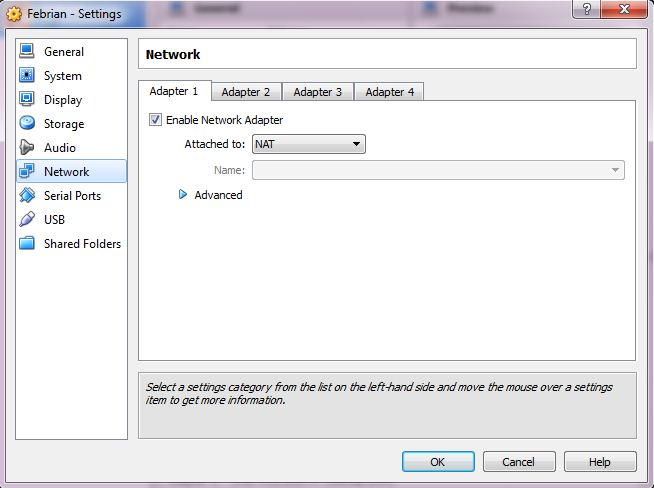 Febrian - Settings
General
Preview
?
General
System
Display
Storage
Audio
Network
Serial Ports
USB
Shared Folders
Network
Adapter 1
Adapter 2
Adapter 3
Adapter 4
Enable Network Adapter
Attached to: NAT
Name:
Advanced
Select a settings category from the list on the left-hand side and move the mouse over a settings
item to get more information.
OK
Cancel
Help